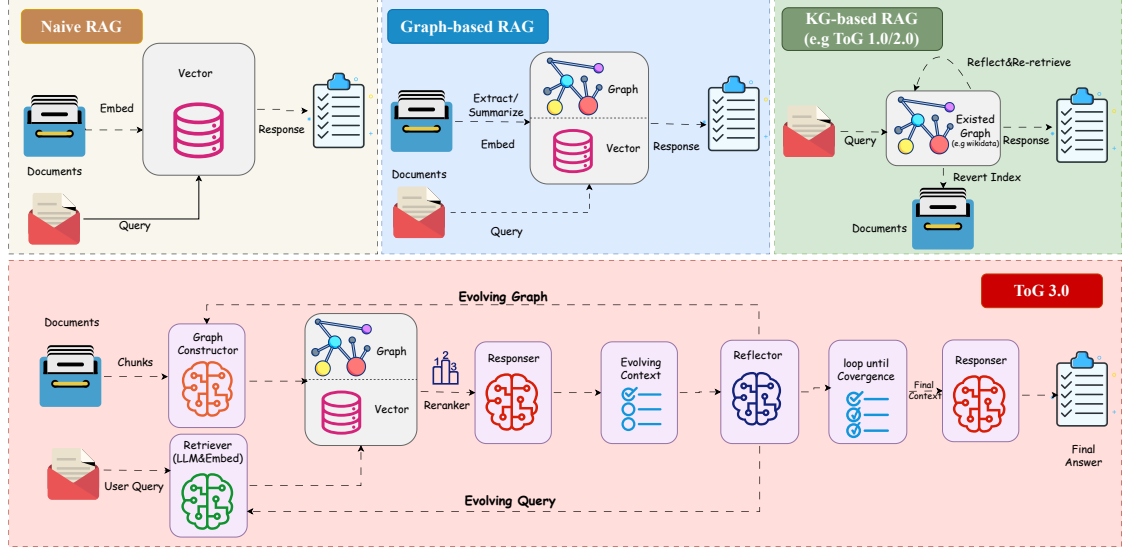 Naive RAG
Vector
Embed
Response
Documents
Query
Graph-based RAG
Graph
Extract/
Summarize
Embed
Vector
Response
Documents
Query
KG-based RAG
(e.g ToG 1.0/2.0)
Reflect&Re-retrieve
Existed
Graph
(e.g wikidata)
Query
Response
Revert Index
Documents
ToG 3.0
Evolving Graph
Documents
Chunks
Graph
Constructor
Graph
Vector
1
2
3
Reranker
Responser
Evolving
Context
Reflector
loop until
Covergence
Final
Context
Responser
Final
Answer
User Query
Retriever
(LLM&Embed)
Evolving Query